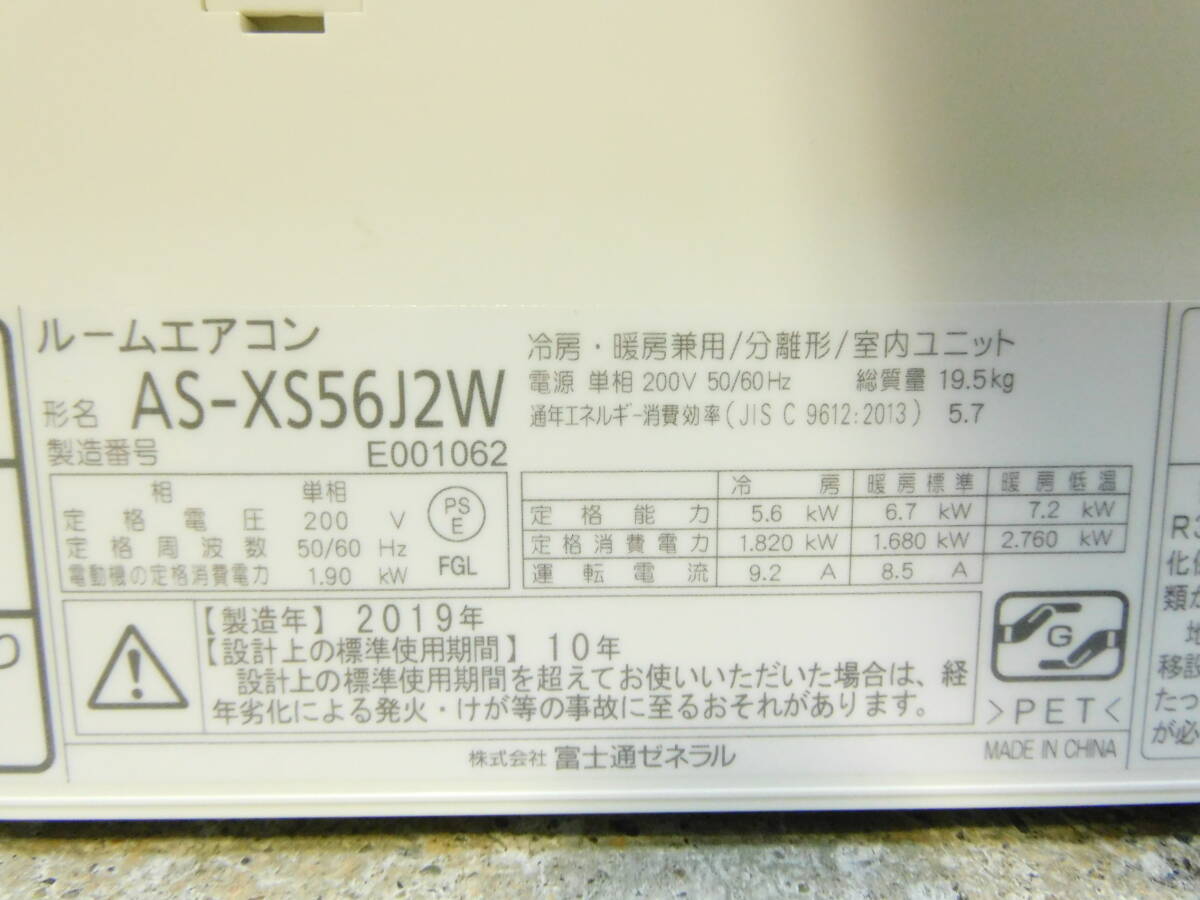 ルームエアコン
形名 AS-XS56J2W
製造番号 E001062
冷房・暖房兼用/分離形/室内ユニット
電源 単相 200V 50/60Hz 総質量 19.5kg
通年エネルギー消費効率(JIS C 9612:2013) 5.7
相 単相
定格電圧 200 V
定格周波数 50/60 Hz
電動機の定格消費電力 1.90 kW
PS
E
FGL
冷房 暖房標準 暖房低温
定格能力 5.6 kW 6.7 kW 7.2 kW
定格消費電力 1.820 kW 1.680 kW 2.760 kW
運転電流 9.2 A 8.5 A
【製造年】2019年
【設計上の標準使用期間】10年
設計上の標準使用期間を超えてお使いいただいた場合は、経
年劣化による発火・けが等の事故に至るおそれがあります。
G
>PET<
株式会社 富士通ゼネラル
MADE IN CHINA
類が
移設
たっ
が必